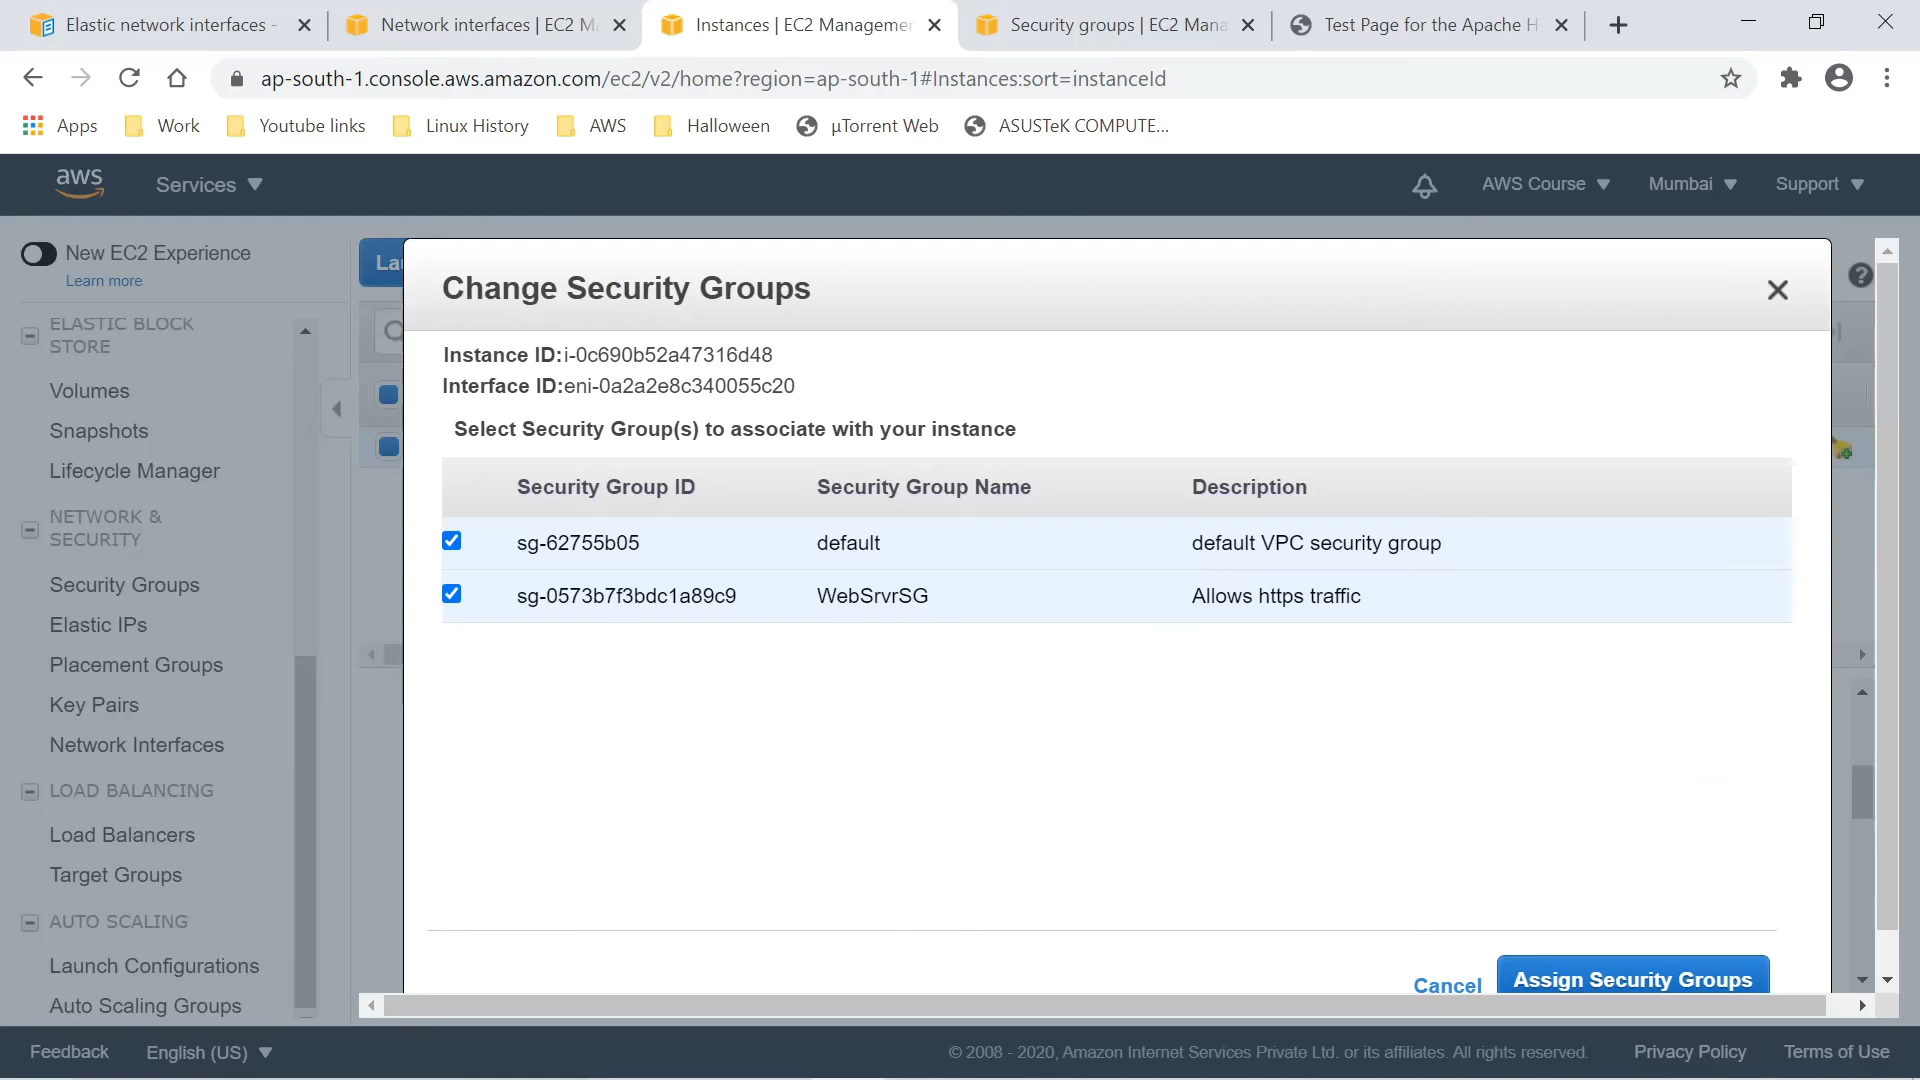 Elastic network interfaces -
Network interfaces | EC2 Ma
Instances | EC2 Managemer
Security groups | EC2 Mana
Test Page for the Apache H
ap-south-1.console.aws.amazon.com/ec2/v2/home?region=ap-south-1#Instances:sort=instanceId
Apps
Work
Youtube links
Linux History
AWS
Halloween
µTorrent Web
ASUSTeK COMPUTE...
aws
Services
AWS Course
Mumbai
Support
New EC2 Experience
Learn more
ELASTIC BLOCK
STORE
Volumes
Snapshots
Lifecycle Manager
NETWORK &
SECURITY
Security Groups
Elastic IPs
Placement Groups
Key Pairs
Network Interfaces
LOAD BALANCING
Load Balancers
Target Groups
AUTO SCALING
Launch Configurations
Auto Scaling Groups
Lau
Change Security Groups
Instance ID:i-0c690b52a47316d48
Interface ID:eni-0a2a2e8c340055c20
Select Security Group(s) to associate with your instance
Security Group ID Security Group Name Description
sg-62755b05 default default VPC security group
sg-0573b7f3bdc1a89c9 WebSrvrSG Allows https traffic
Cancel
Assign Security Groups
Feedback
English (US)
© 2008 - 2020, Amazon Internet Services Private Ltd. or its affiliates. All rights reserved.
Privacy Policy
Terms of Use